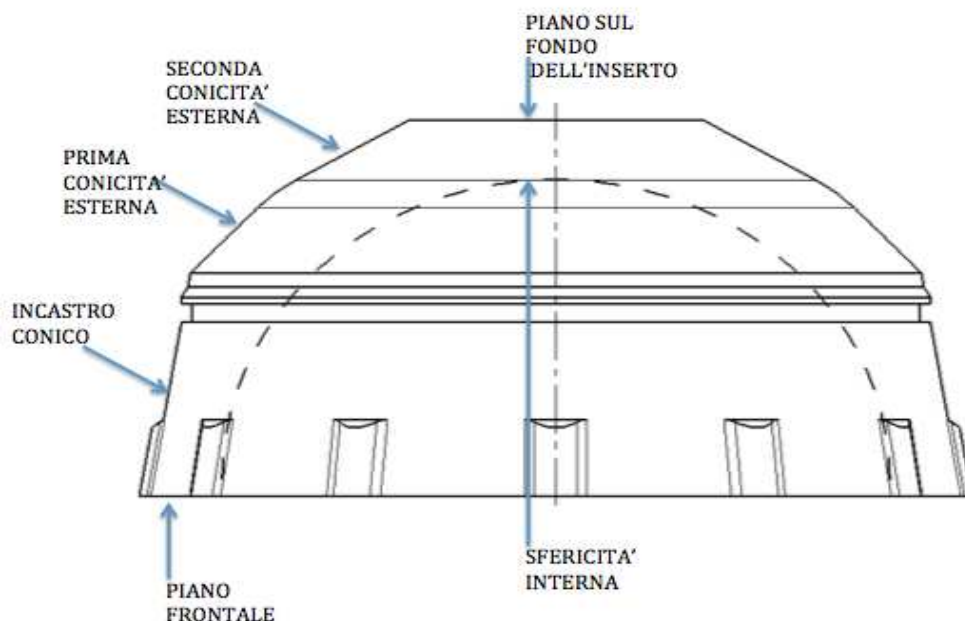 PIANO SUL
FONDO
DELL'INSERTO
SECONDA
CONICITA'
ESTERNA
PRIMA
CONICITA'
ESTERNA
INCASTRO
CONICO
SFERICITA'
INTERNA
PIANO
FRONTALE